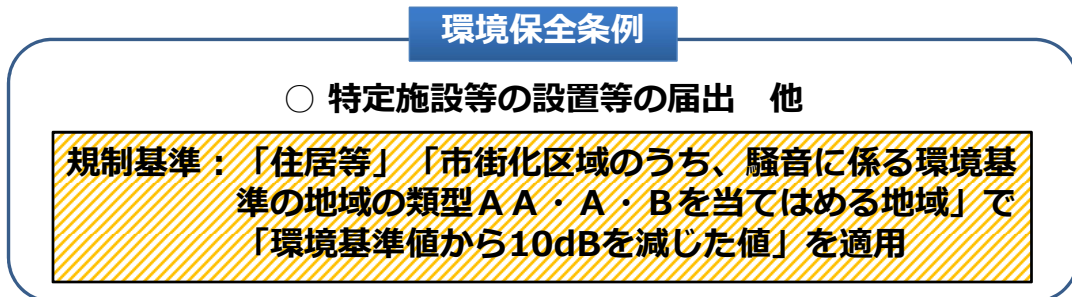 環境保全条例
○ 特定施設等の設置等の届出　他
規制基準：「住居等」「市街化区域のうち、騒音に係る環境基
準の地域の類型ＡＡ・Ａ・Ｂを当てはめる地域」で
「環境基準値から10dBを減じた値」を適用